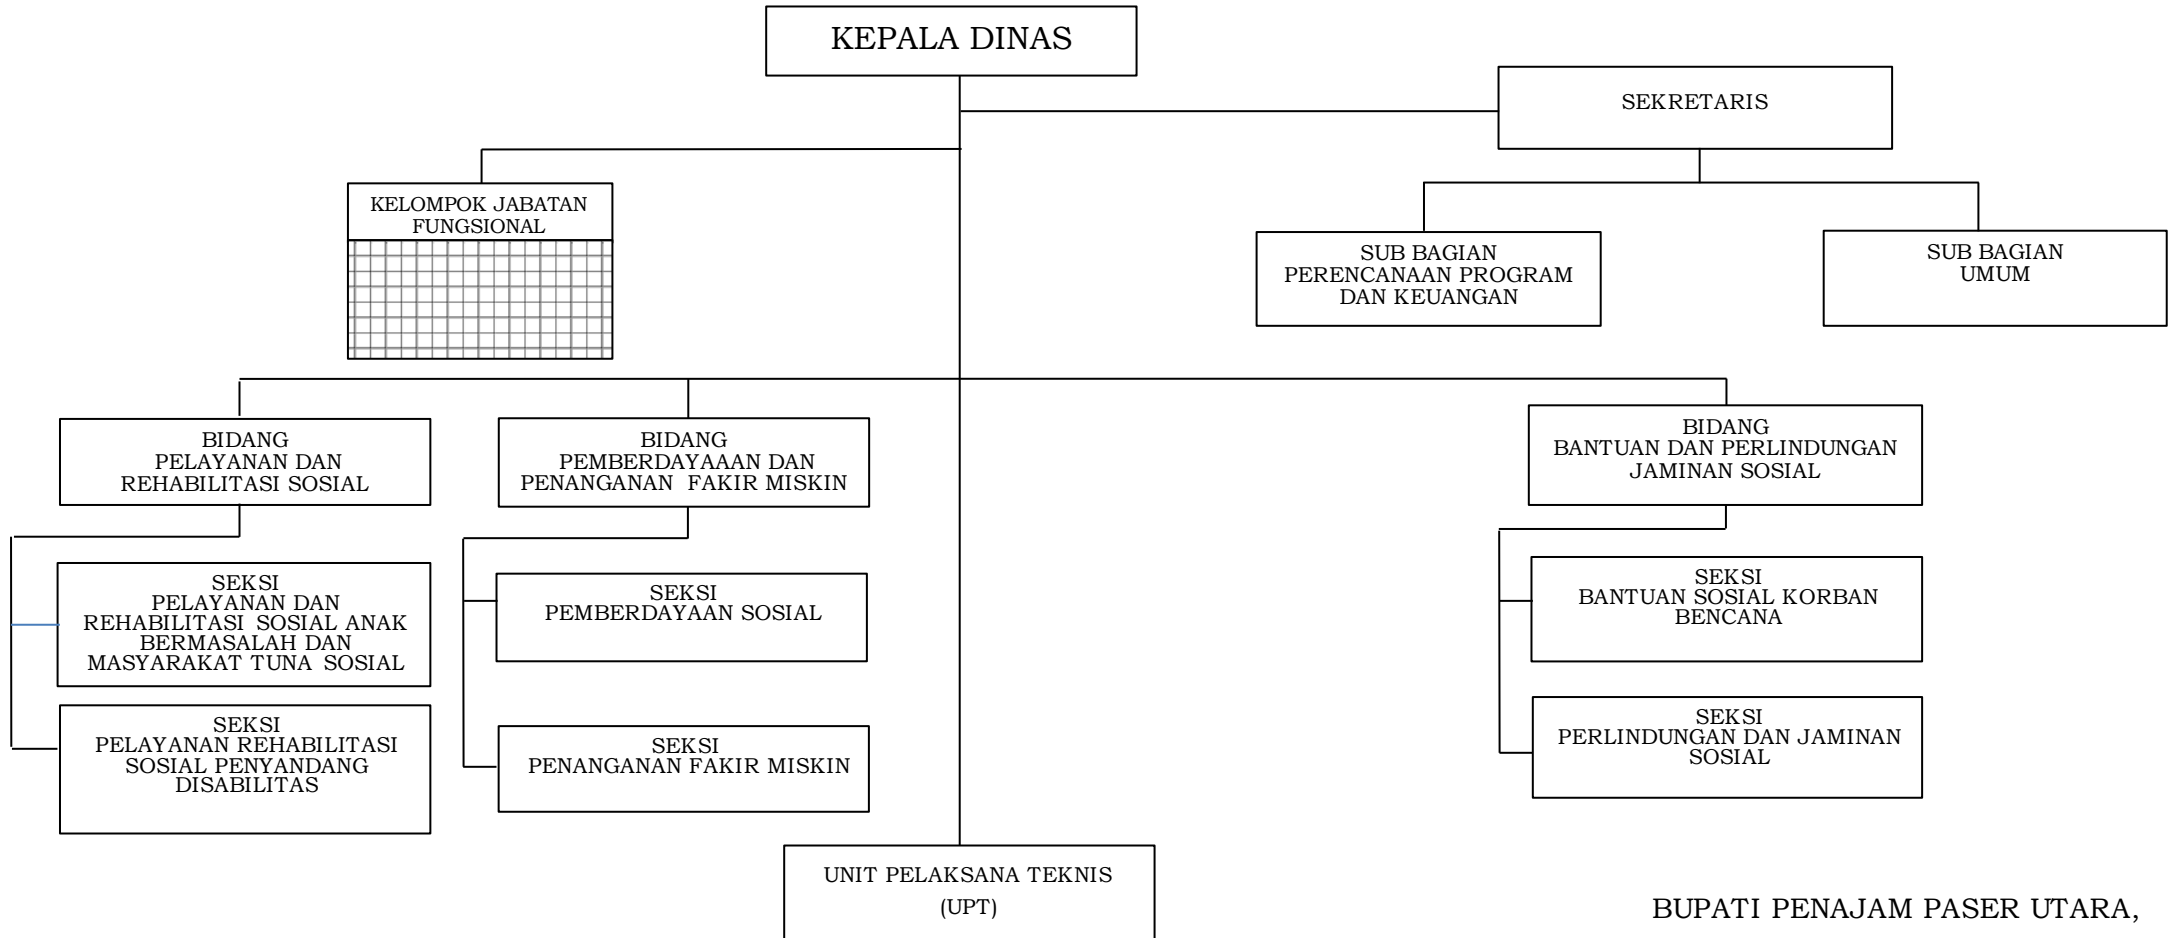 KEPALA DINAS
SEKRETARIS
KELOMPOK JABATAN
FUNGSIONAL
SUB BAGIAN
PERENCANAAN PROGRAM
DAN KEUANGAN
SUB BAGIAN
UMUM
BIDANG
PELAYANAN DAN
REHABILITASI SOSIAL
BIDANG
PEMBERDAYAAAN DAN
PENANGANAN FAKIR MISKIN
BIDANG
BANTUAN DAN PERLINDUNGAN
JAMINAN SOSIAL
SEKSI
PELAYANAN DAN
REHABILITASI SOSIAL ANAK
BERMASALAH DAN
MASYARAKAT TUNA SOSIAL
SEKSI
PEMBERDAYAAN SOSIAL
SEKSI
BANTUAN SOSIAL KORBAN
BENCANA
SEKSI
PELAYANAN REHABILITASI
SOSIAL PENYANDANG
DISABILITAS
SEKSI
PENANGANAN FAKIR MISKIN
SEKSI
PERLINDUNGAN DAN JAMINAN
SOSIAL
UNIT PELAKSANA TEKNIS
(UPT)
BUPATI PENAJAM PASER UTARA,